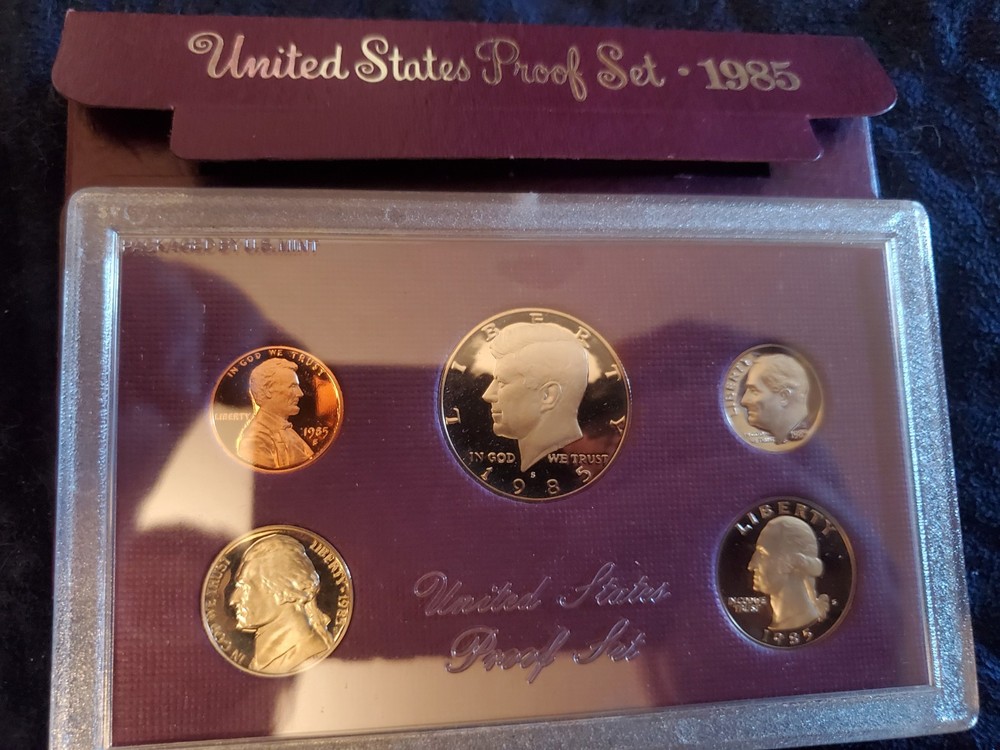 United States Proof Set · 1985
PACKAGED BY U.S. MINT
IN GOD WE TRUST
LIBERTY
1985
S
LIBERTY
IN GOD WE TRUST
S
1985
LIBERTY
IN GOD WE TRUST
LIBERTY · 1985
United States
Proof Set
LIBERTY
IN GOD WE
TRUST
1985